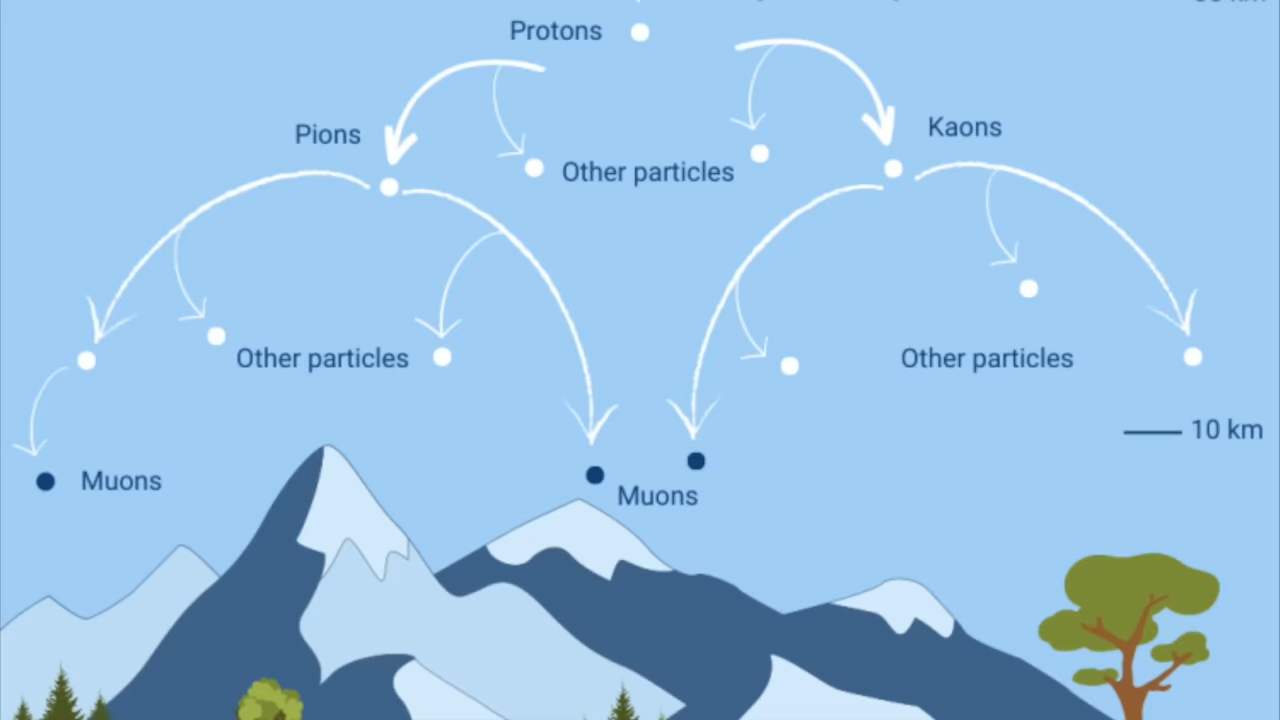 Protons
Kaons
Pions
Other particles
Other particles
Other particles
10 km
Muons
Muons